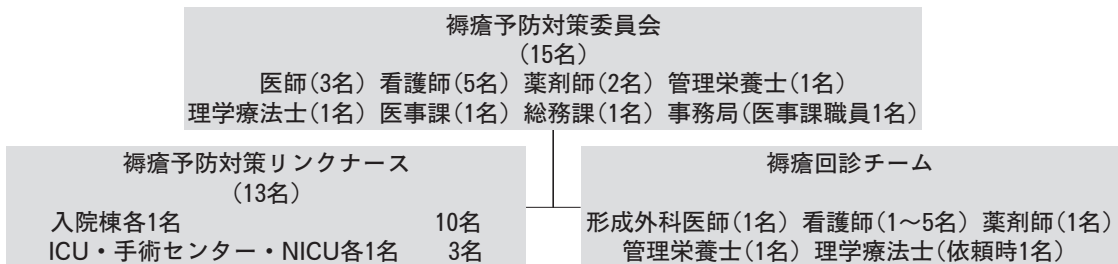 褥瘡予防対策委員会
(15名)
医師(3名) 看護師(5名) 薬剤師(2名) 管理栄養士(1名)
理学療法士(1名) 医事課(1名) 総務課(1名) 事務局(医事課職員1名)
褥瘡予防対策リンクナース
(13名)
入院棟各1名 10名
ICU・手術センター・NICU各1名 3名
褥瘡回診チーム
形成外科医師(1名) 看護師(1〜5名) 薬剤師(1名)
管理栄養士(1名) 理学療法士(依頼時1名)